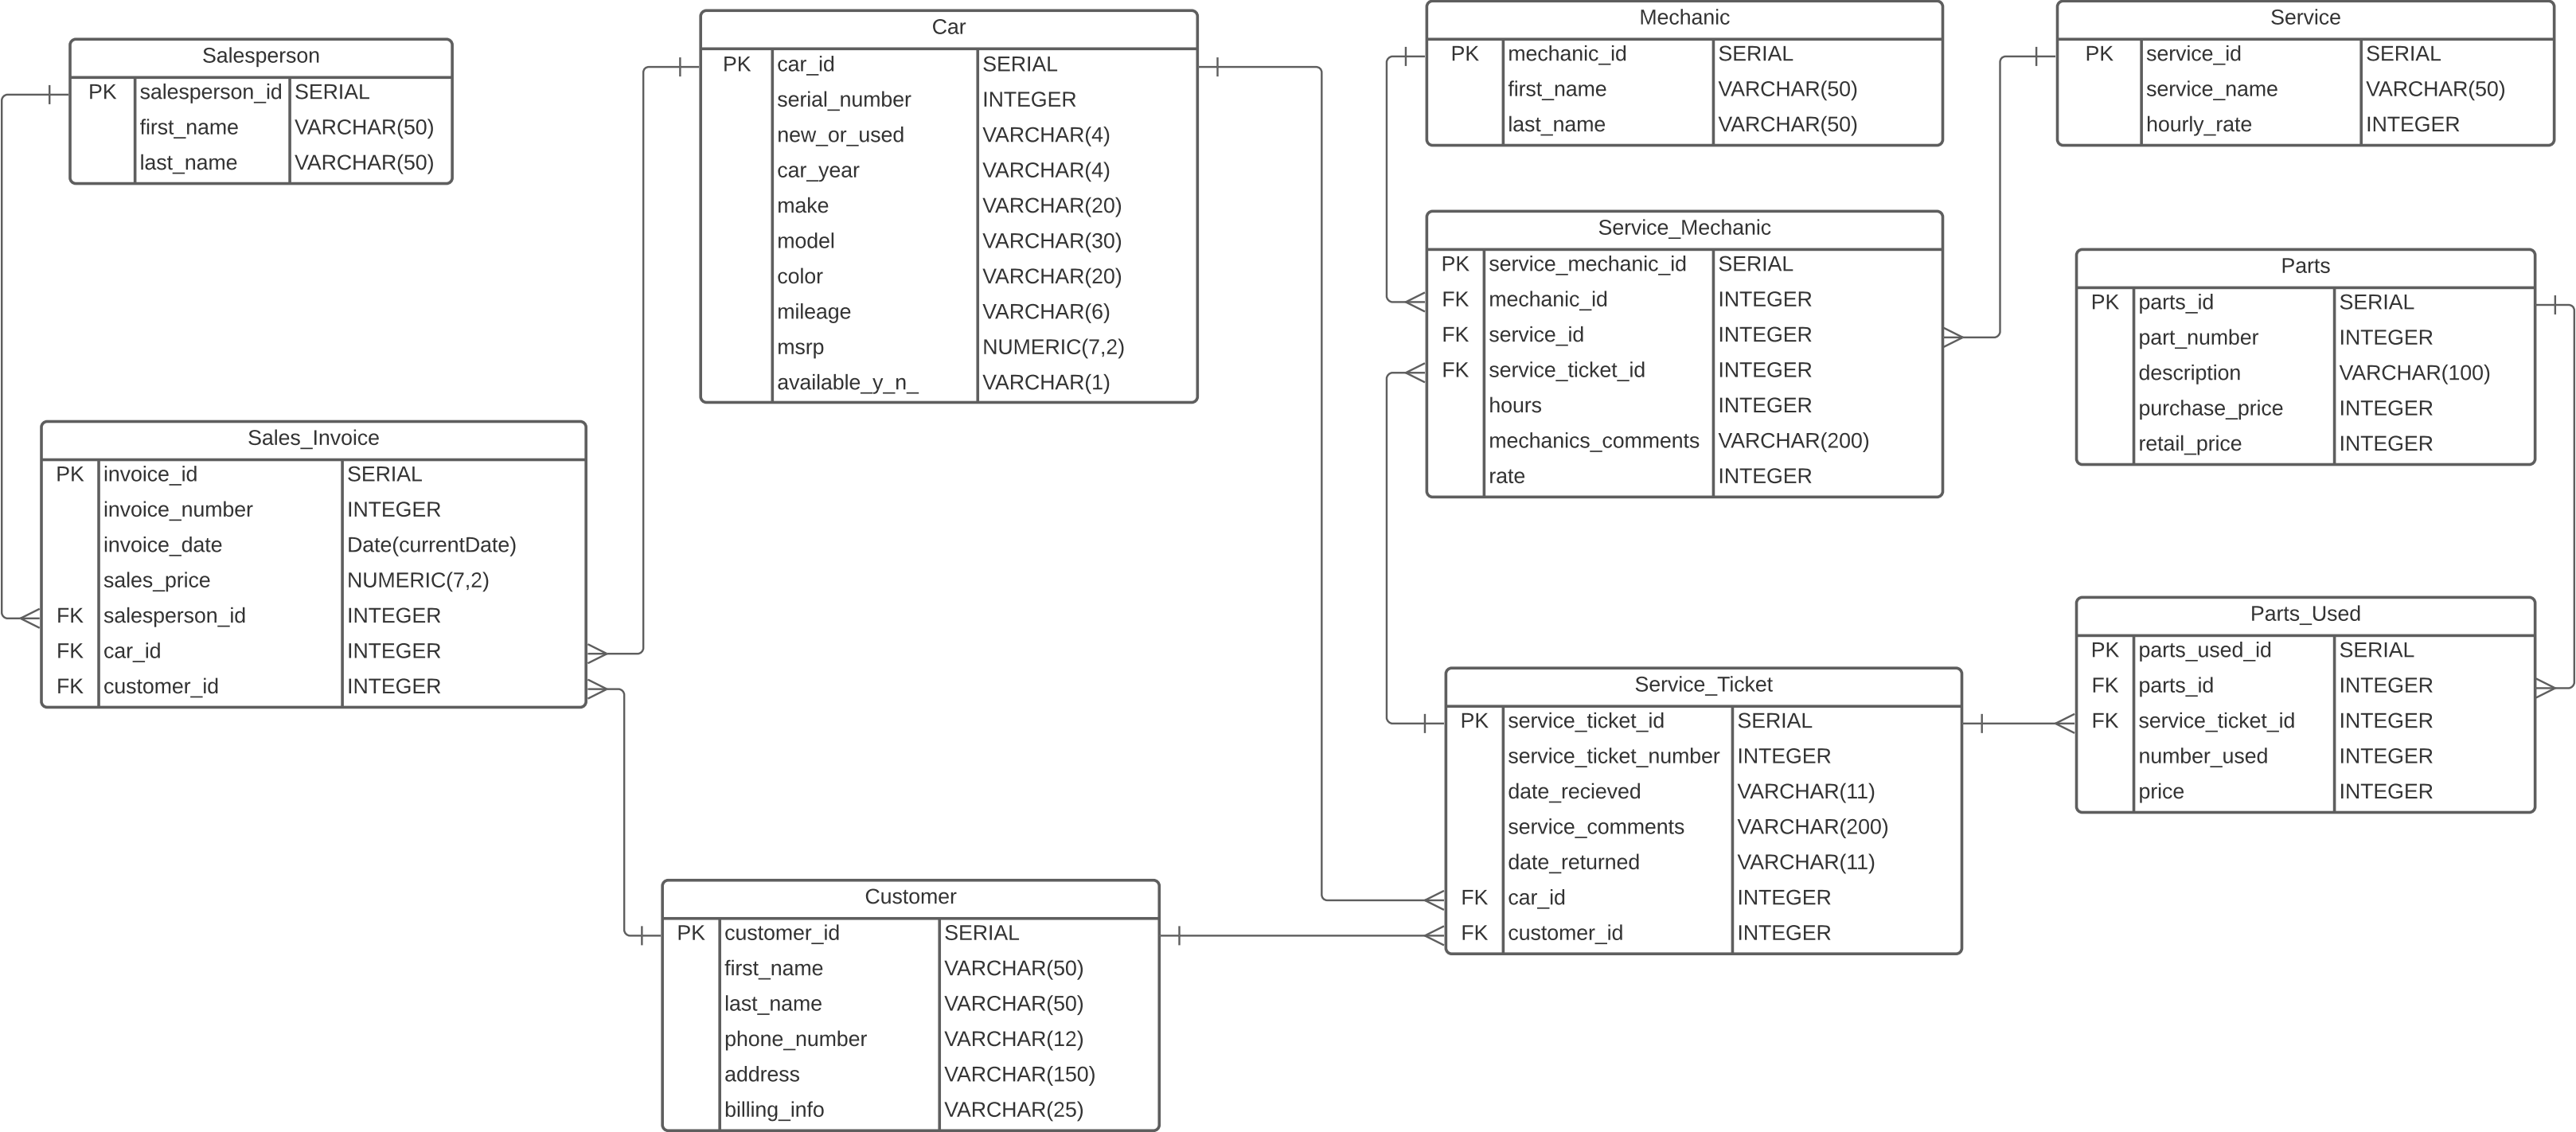 Salesperson
PK salesperson_id SERIAL
first_name VARCHAR(50)
last_name VARCHAR(50)
Sales_Invoice
PK invoice_id SERIAL
invoice_number INTEGER
invoice_date Date(currentDate)
sales_price NUMERIC(7,2)
FK salesperson_id INTEGER
FK car_id INTEGER
FK customer_id INTEGER
Car
PK car_id SERIAL
serial_number INTEGER
new_or_used VARCHAR(4)
car_year VARCHAR(4)
make VARCHAR(20)
model VARCHAR(30)
color VARCHAR(20)
mileage VARCHAR(6)
msrp NUMERIC(7,2)
available_y_n_ VARCHAR(1)
Customer
PK customer_id SERIAL
first_name VARCHAR(50)
last_name VARCHAR(50)
phone_number VARCHAR(12)
address VARCHAR(150)
billing_info VARCHAR(25)
Mechanic
PK mechanic_id SERIAL
first_name VARCHAR(50)
last_name VARCHAR(50)
Service_Mechanic
PK service_mechanic_id SERIAL
FK mechanic_id INTEGER
FK service_id INTEGER
FK service_ticket_id INTEGER
hours INTEGER
mechanics_comments VARCHAR(200)
rate INTEGER
Service_Ticket
PK service_ticket_id SERIAL
service_ticket_number INTEGER
date_recieved VARCHAR(11)
service_comments VARCHAR(200)
date_returned VARCHAR(11)
FK car_id INTEGER
FK customer_id INTEGER
Service
PK service_id SERIAL
service_name VARCHAR(50)
hourly_rate INTEGER
Parts
PK parts_id SERIAL
part_number INTEGER
description VARCHAR(100)
purchase_price INTEGER
retail_price INTEGER
Parts_Used
PK parts_used_id SERIAL
FK parts_id INTEGER
FK service_ticket_id INTEGER
number_used INTEGER
price INTEGER